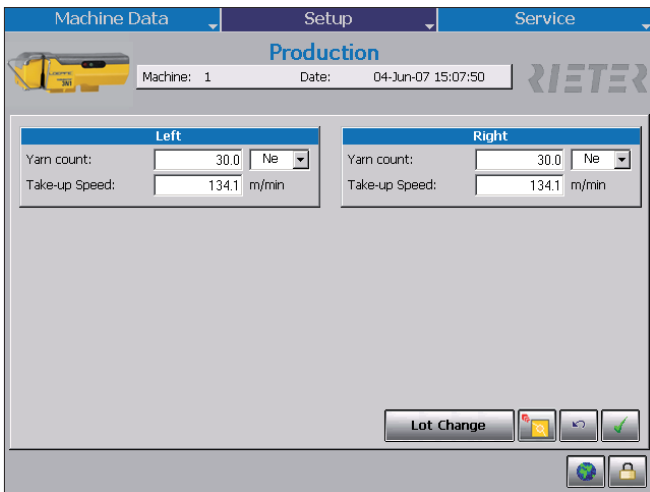 Machine Data Setup Service
Production
Machine: 1 Date: 04-Jun-07 15:07:50
RIETER
Left Right
Yarn count: 30.0 Ne Yarn count: 30.0 Ne
Take-up Speed: 134.1 m/min Take-up Speed: 134.1 m/min
Lot Change